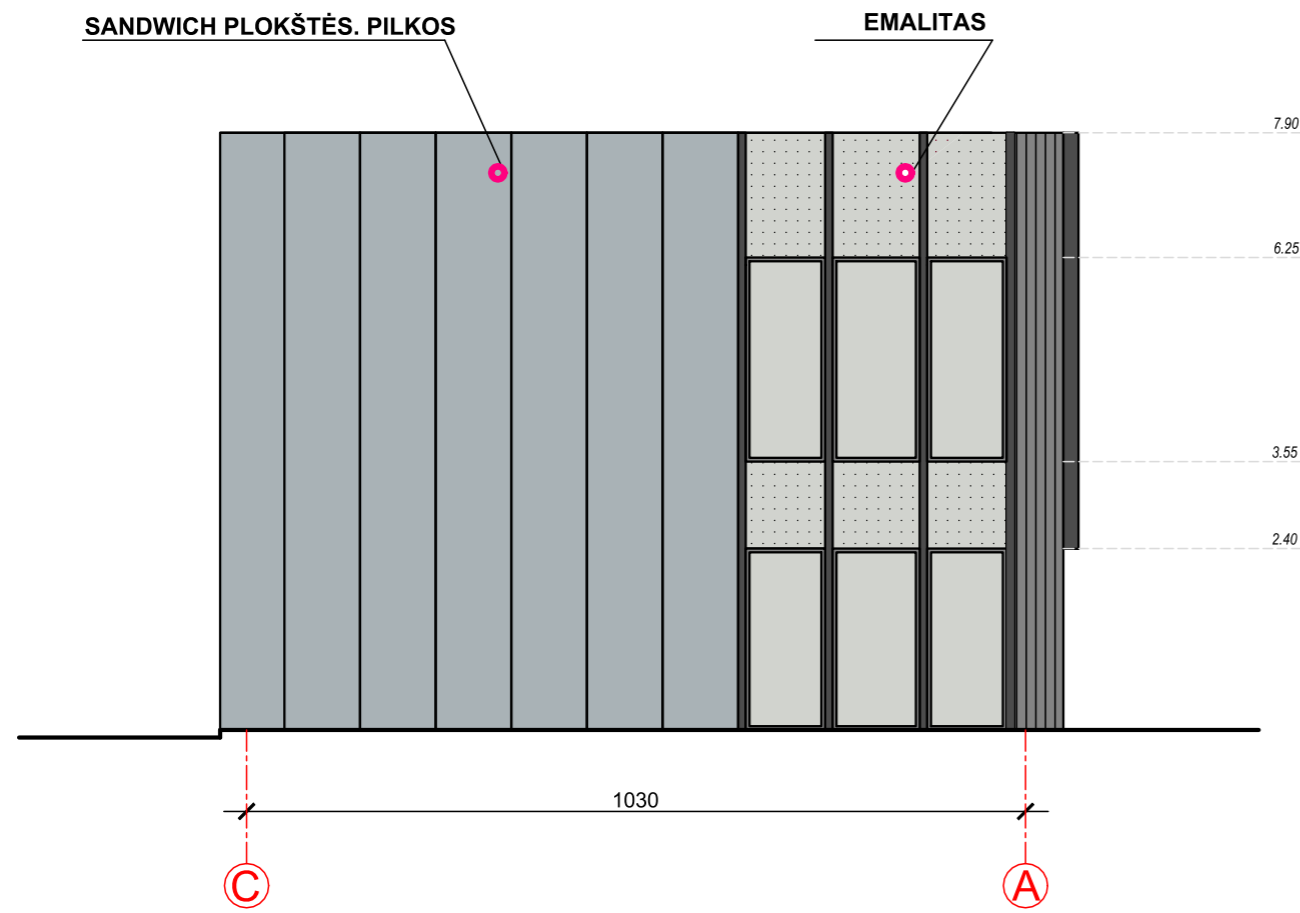 SANDWICH PLOKŠTĖS. PILKOS
EMALITAS
7.90
6.25
3.55
2.40
1030
C
A